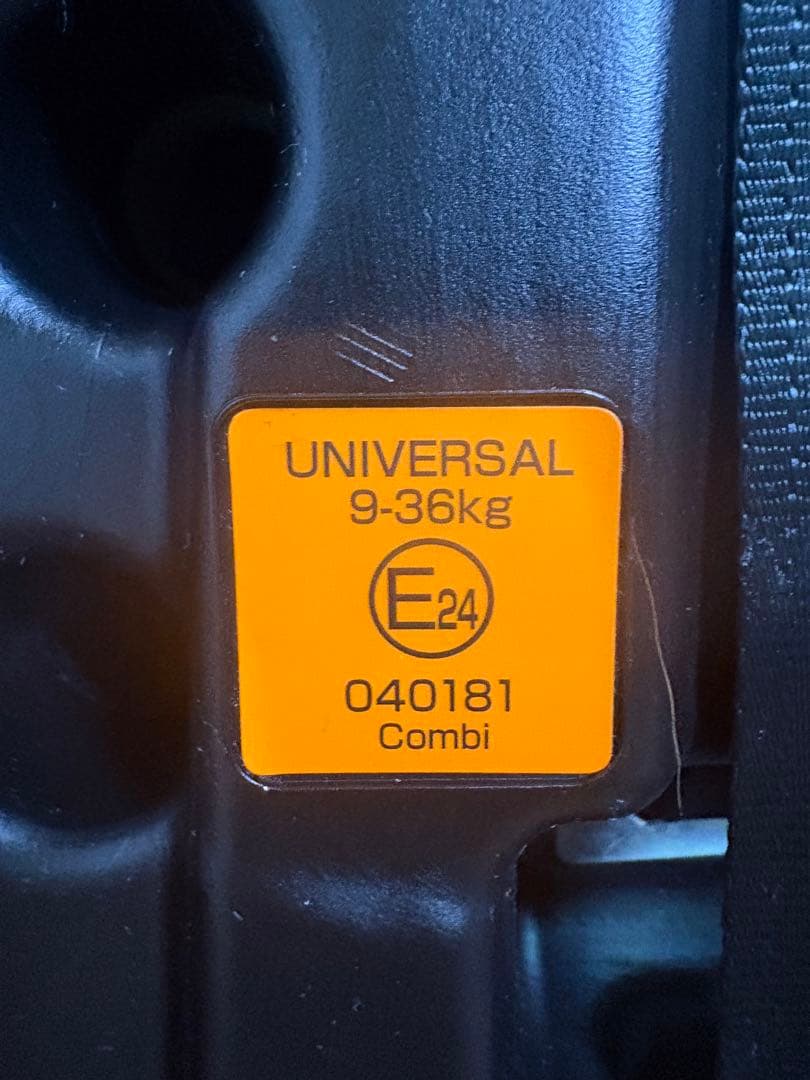 UNIVERSAL
9-36kg
E24
040181
Combi